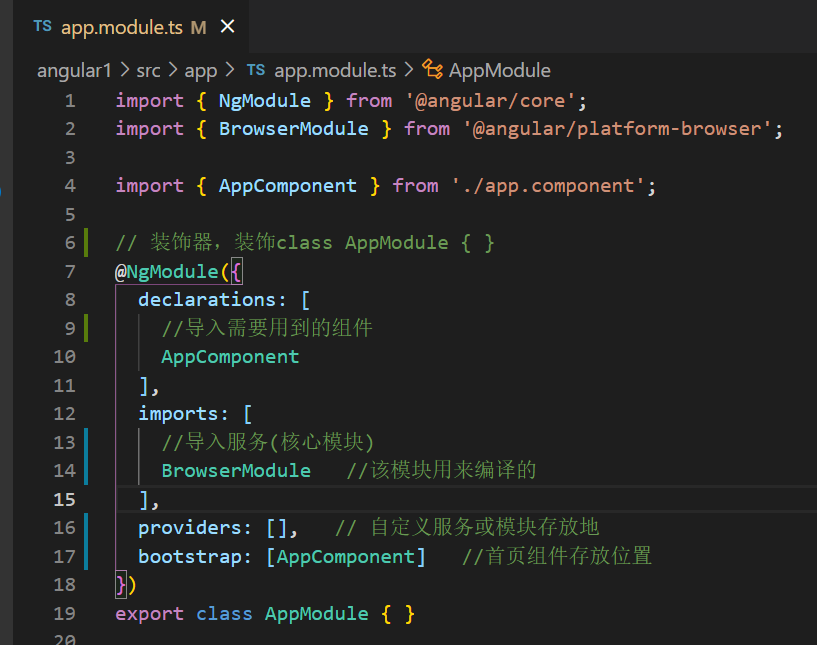 TS app.module.ts M ×
angular1 > src > app > TS app.module.ts > AppModule
1 import { NgModule } from '@angular/core';
2 import { BrowserModule } from '@angular/platform-browser';
3
4 import { AppComponent } from './app.component';
5
6 // 装饰器，装饰class AppModule { }
7 @NgModule({
8   declarations: [
9     //导入需要用到的组件
10     AppComponent
11   ],
12   imports: [
13     //导入服务(核心模块)
14     BrowserModule   //该模块用来编译的
15   ],
16   providers: [],   // 自定义服务或模块存放地
17   bootstrap: [AppComponent]   //首页组件存放位置
18 })
19 export class AppModule { }
20